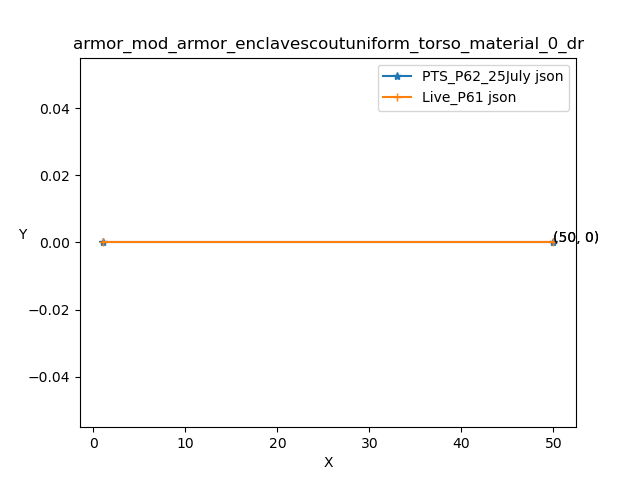 armor_mod_armor_enclavescoutuniform_torso_material_0_dr
PTS_P62_25July json
Live_P61 json
0.04
0.02
Y
0.00
(50, 0)
−0.02
−0.04
0 10 20 30 40 50
X